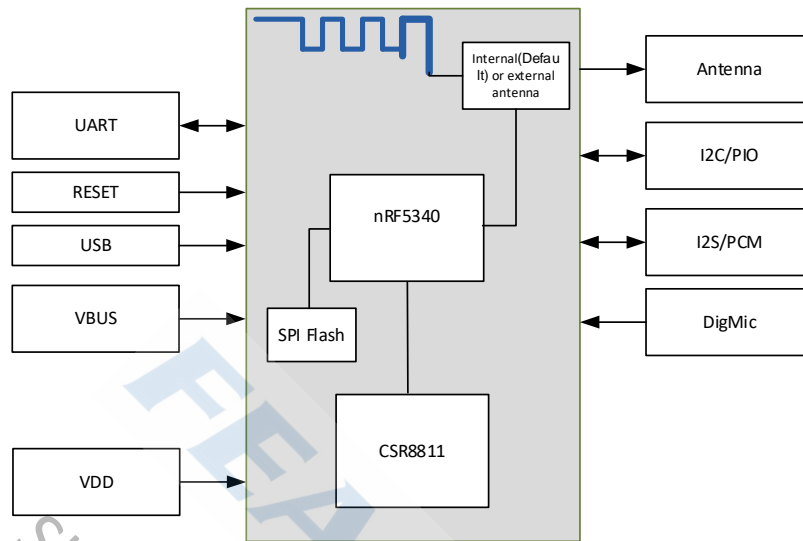 Internal(Defau
lt) or external
antenna
Antenna
UART
I2C/PIO
RESET
nRF5340
USB
I2S/PCM
VBUS
SPI Flash
DigMic
CSR8811
VDD
FEA